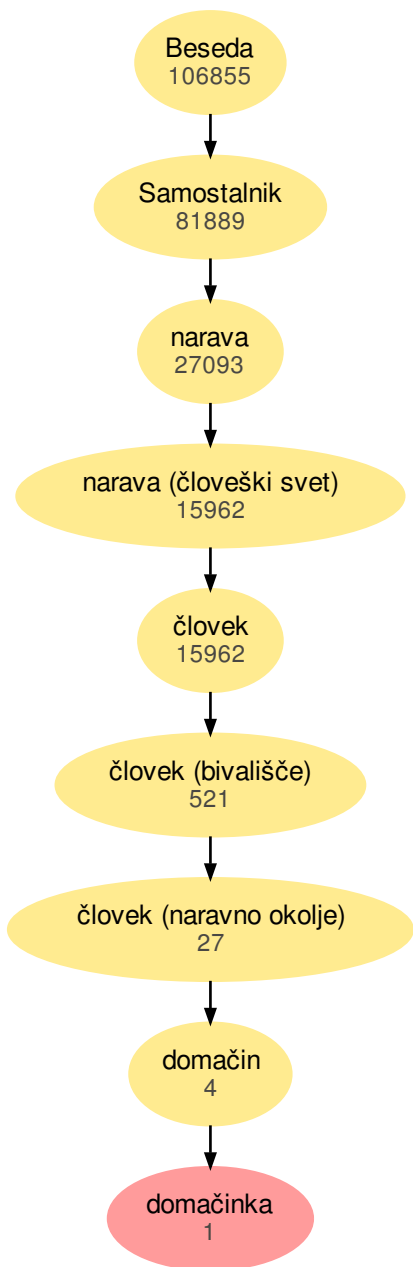 Beseda
106855
Samostalnik
81889
narava
27093
narava (človeški svet)
15962
človek
15962
človek (bivališče)
521
človek (naravno okolje)
27
domačin
4
domačinka
1